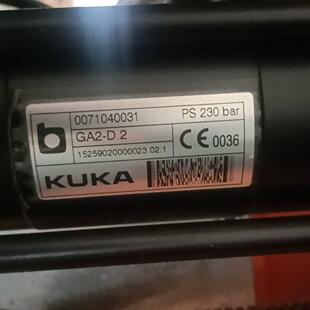 b
0071040031 PS 230 bar
GA2-D.2
15259020000023.02.1
CE 0036
KUKA